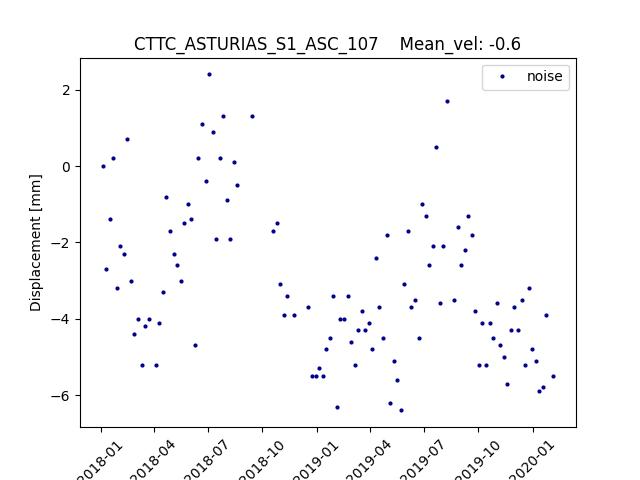 CTTC_ASTURIAS_S1_ASC_107    Mean_vel: -0.6
noise
Displacement [mm]
2
0
−2
−4
−6
2018-01 2018-04 2018-07 2018-10 2019-01 2019-04 2019-07 2019-10 2020-01